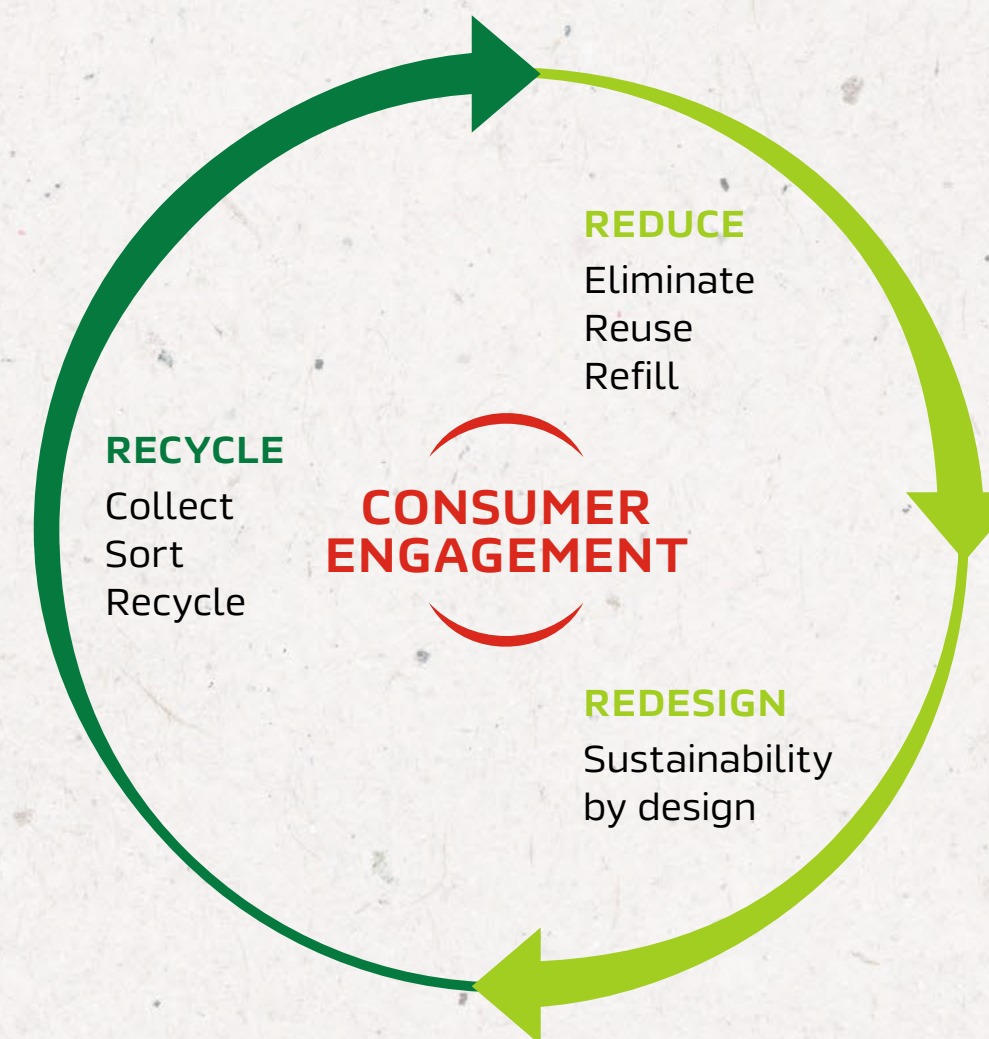 REDUCE
Eliminate
Reuse
Refill
RECYCLE
Collect
Sort
Recycle
CONSUMER
ENGAGEMENT
REDESIGN
Sustainability
by design